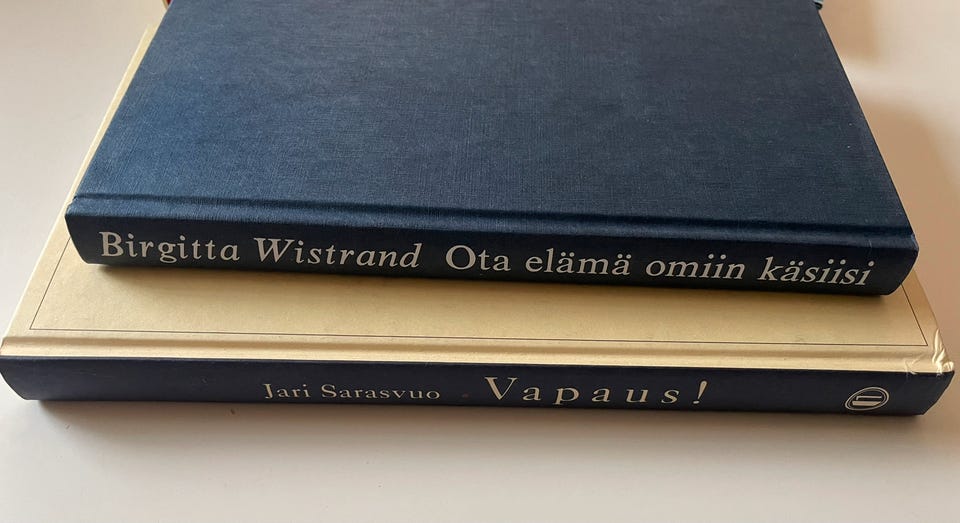 Birgitta Wistrand Ota elämä omiin käsiisi
Jari Sarasvuo · Vapaus!